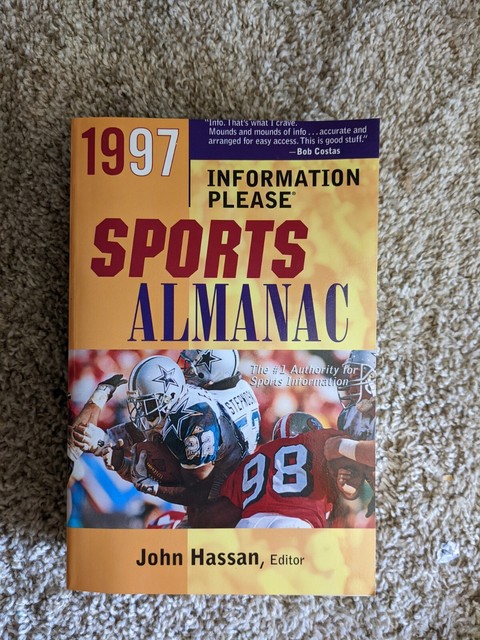 "Info. That's what I crave.
Mounds and mounds of info . . . accurate and
arranged for easy access. This is good stuff."
—Bob Costas
1997
INFORMATION
PLEASE®
SPORTS
ALMANAC
The #1 Authority for
Sports Information
98
John Hassan, Editor